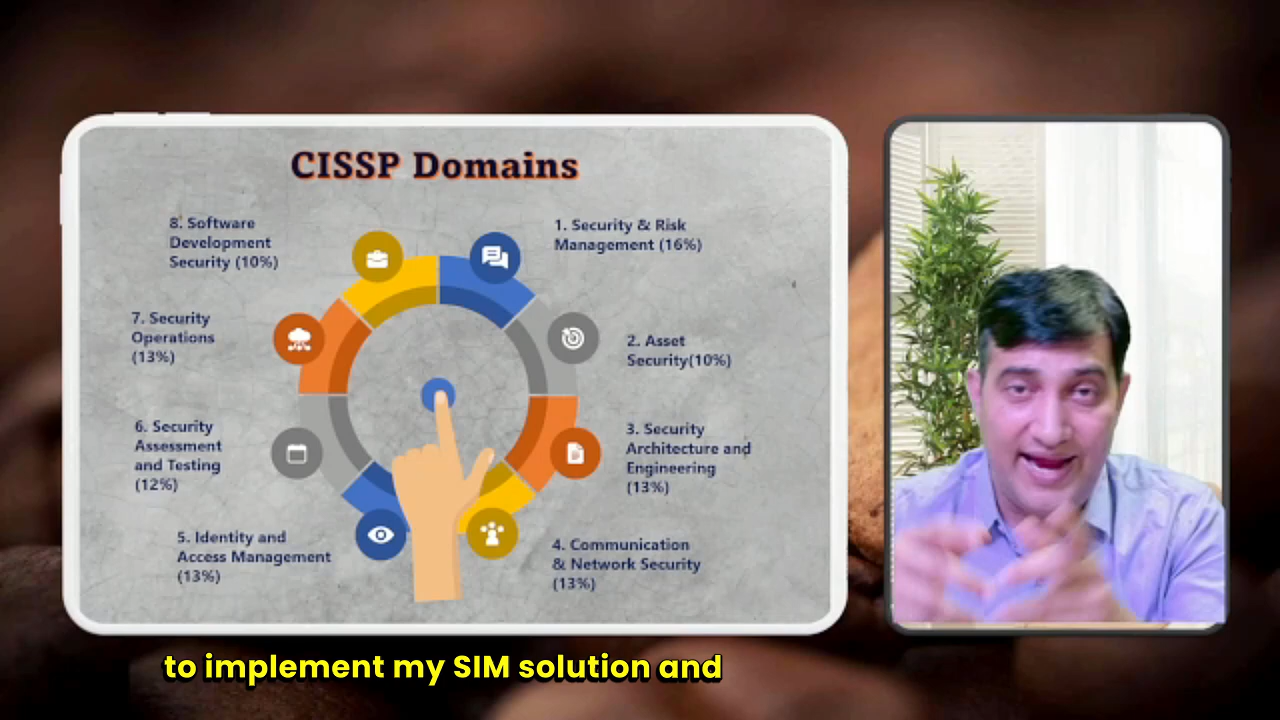 CISSP Domains
8. Software
Development
Security (10%)
1. Security & Risk
Management (16%)
7. Security
Operations
(13%)
2. Asset
Security(10%)
6. Security
Assessment
and Testing
(12%)
3. Security
Architecture and
Engineering
(13%)
5. Identity and
Access Management
(13%)
4. Communication
& Network Security
(13%)
to implement my SIM solution and